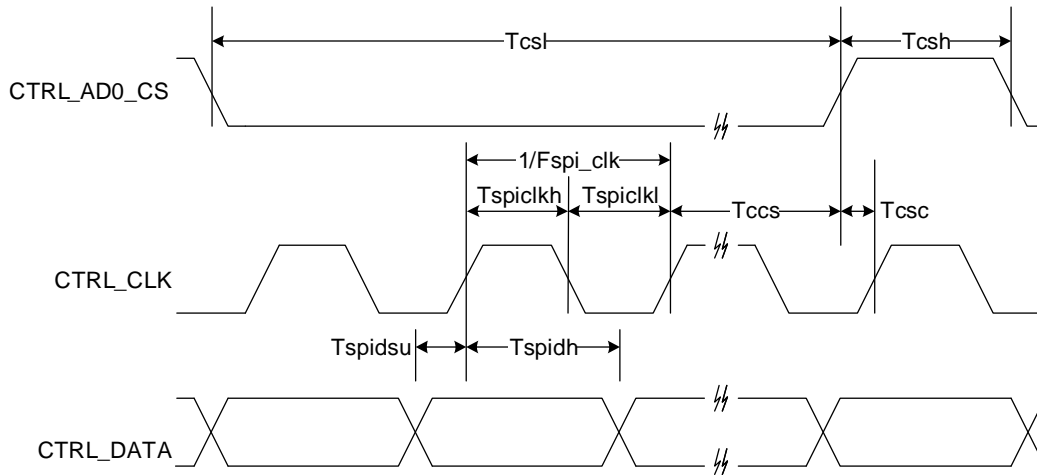 Tcsl
Tcsh
CTRL_AD0_CS
1/Fspi_clk
Tspiclkh
Tspiclkl
Tccs
Tcsc
CTRL_CLK
Tspidsu
Tspidh
CTRL_DATA